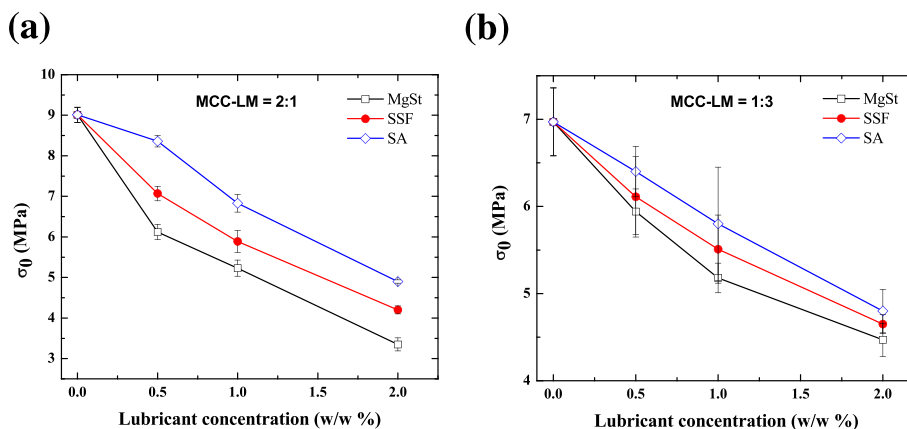 (a)
MCC-LM = 2:1
MgSt
SSF
SA
10
9
8
7
6
5
4
3
σ0 (MPa)
0.0 0.5 1.0 1.5 2.0
Lubricant concentration (w/w %)
(b)
MCC-LM = 1:3
MgSt
SSF
SA
7
6
5
4
σ0 (MPa)
0.0 0.5 1.0 1.5 2.0
Lubricant concentration (w/w %)